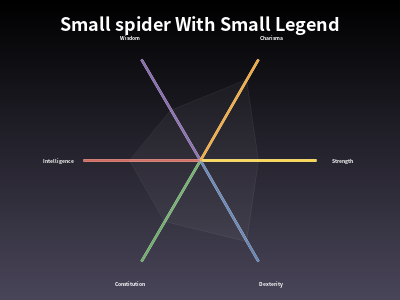 Small spider With Small Legend
Wisdom
Charisma
Intelligence
Strength
Constitution
Dexterity